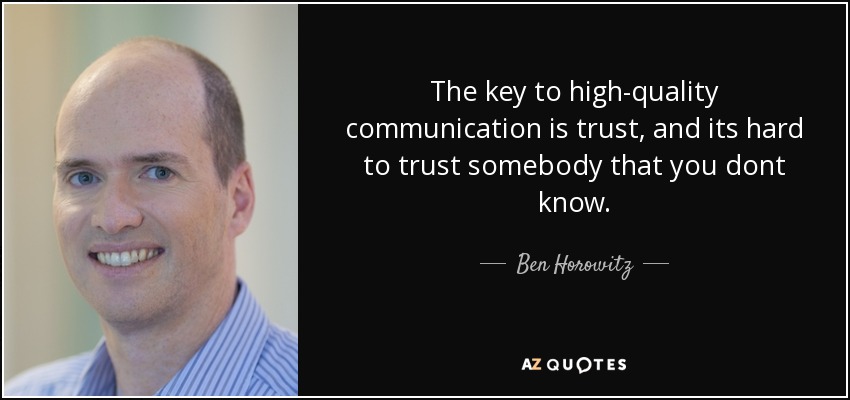 The key to high-quality
communication is trust, and its hard
to trust somebody that you dont
know.
Ben Horowitz
AZ QUOTES